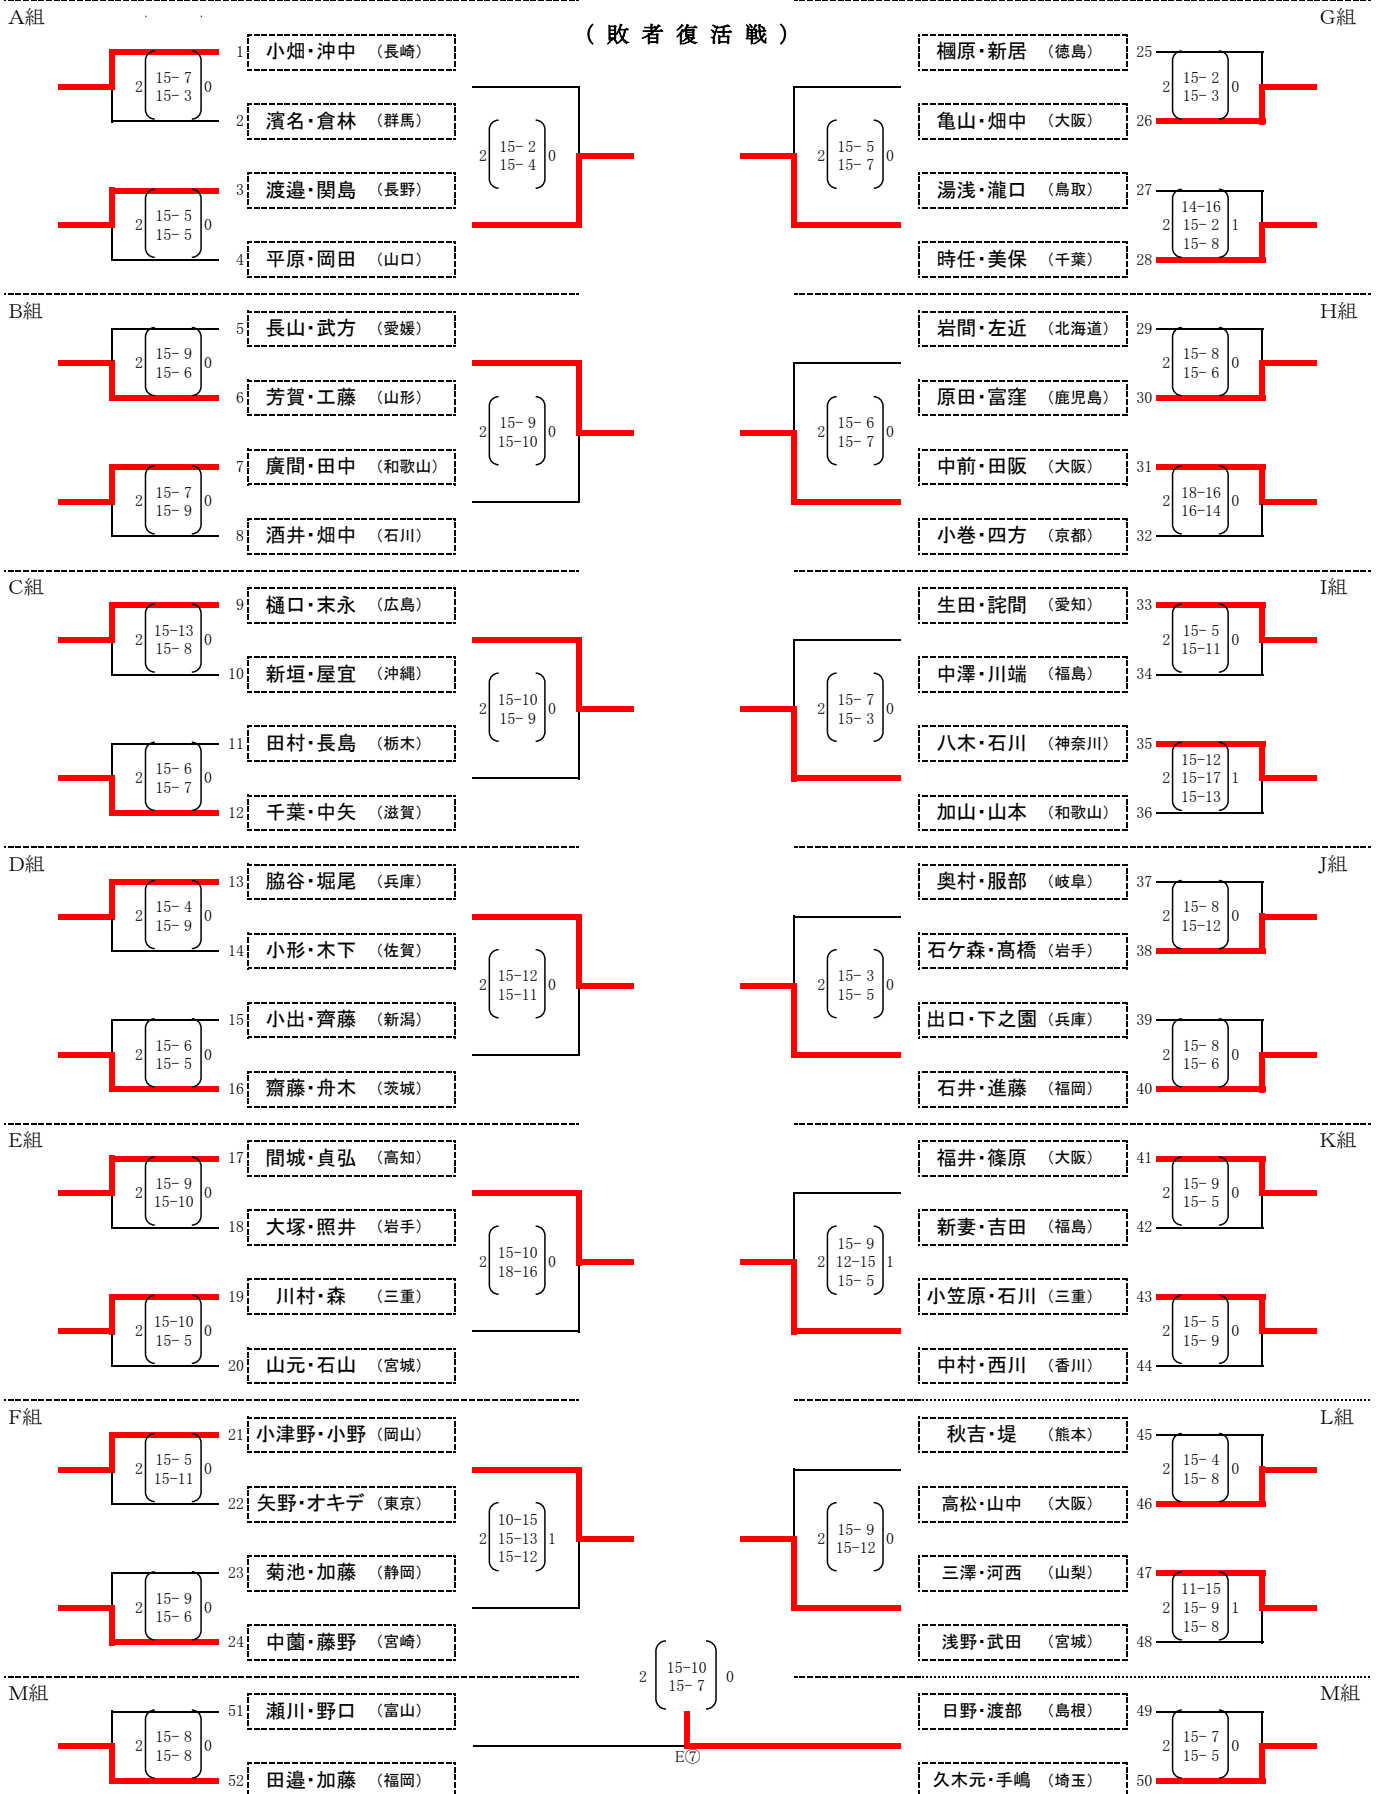 (敗者復活戦)
A組
1 小畑・沖中 (長崎)
2 15-7 0
15-3
2 濱名・倉林 (群馬)
2 15-2 0
15-4
3 渡邉・関島 (長野)
2 15-5 0
15-5
4 平原・岡田 (山口)
B組
5 長山・武方 (愛媛)
2 15-9 0
15-6
6 芳賀・工藤 (山形)
2 15-9 0
15-10
7 廣間・田中 (和歌山)
2 15-7 0
15-9
8 酒井・畑中 (石川)
C組
9 樋口・末永 (広島)
2 15-13 0
15-8
10 新垣・屋宜 (沖縄)
2 15-10 0
15-9
11 田村・長島 (栃木)
2 15-6 0
15-7
12 千葉・中矢 (滋賀)
D組
13 脇谷・堀尾 (兵庫)
2 15-4 0
15-9
14 小形・木下 (佐賀)
2 15-12 0
15-11
15 小出・齊藤 (新潟)
2 15-6 0
15-5
16 齋藤・舟木 (茨城)
E組
17 間城・貞弘 (高知)
2 15-9 0
15-10
18 大塚・照井 (岩手)
2 15-10 0
18-16
19 川村・森 (三重)
2 15-10 0
15-5
20 山元・石山 (宮城)
F組
21 小津野・小野 (岡山)
2 15-5 0
15-11
22 矢野・オキデ (東京)
10-15
2 15-13 1
15-12
23 菊池・加藤 (静岡)
2 15-9 0
15-6
24 中薗・藤野 (宮崎)
M組
51 瀬川・野口 (富山)
2 15-8 0
15-8
52 田邉・加藤 (福岡)
G組
棝原・新居 (徳島) 25
2 15-2 0
15-3
亀山・畑中 (大阪) 26
2 15-5 0
15-7
湯浅・瀧口 (鳥取) 27
14-16
2 15-2 1
15-8
時任・美保 (千葉) 28
H組
岩間・左近 (北海道) 29
2 15-8 0
15-6
原田・富窪 (鹿児島) 30
2 15-6 0
15-7
中前・田阪 (大阪) 31
2 18-16 0
16-14
小巻・四方 (京都) 32
I組
生田・詫間 (愛知) 33
2 15-5 0
15-11
中澤・川端 (福島) 34
2 15-7 0
15-3
八木・石川 (神奈川) 35
15-12
2 15-17 1
15-13
加山・山本 (和歌山) 36
J組
奥村・服部 (岐阜) 37
2 15-8 0
15-12
石ケ森・髙橋 (岩手) 38
2 15-3 0
15-5
出口・下之園 (兵庫) 39
2 15-8 0
15-6
石井・進藤 (福岡) 40
K組
福井・篠原 (大阪) 41
2 15-9 0
15-5
新妻・吉田 (福島) 42
15-9
2 12-15 1
15-5
小笠原・石川 (三重) 43
2 15-5 0
15-9
中村・西川 (香川) 44
L組
秋吉・堤 (熊本) 45
2 15-4 0
15-8
高松・山中 (大阪) 46
2 15-9 0
15-12
三澤・河西 (山梨) 47
11-15
2 15-9 1
15-8
浅野・武田 (宮城) 48
M組
日野・渡部 (島根) 49
2 15-7 0
15-5
久木元・手嶋 (埼玉) 50
2 15-10 0
15-7
E⑦